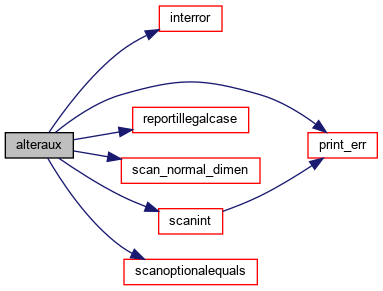 interror
reportillegalcase
alteraux
print_err
scan_normal_dimen
scanint
scanoptionalequals